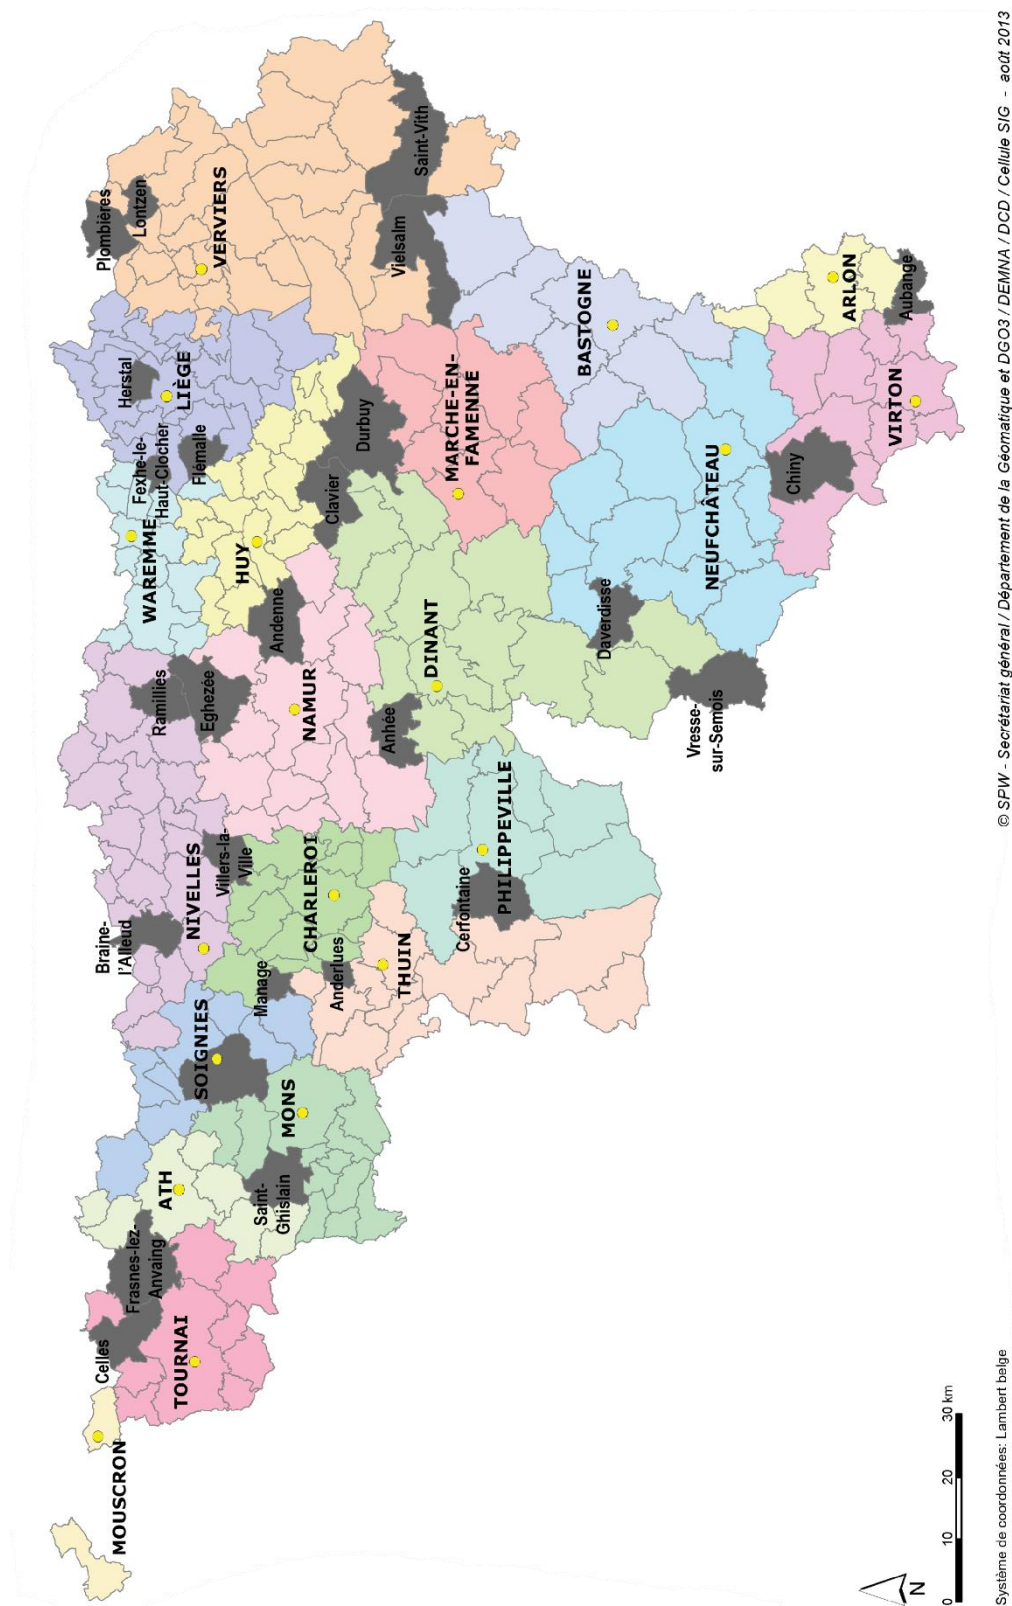 MOUSCRON
Celles
TOURNAI
Frasnes-lez-
Anvaing
ATH
Saint-
Ghislain
MONS
SOIGNIES
Braine-
l'Alleud
NIVELLES
Manage
Anderlues
THUIN
CHARLEROI
Villers-la-
Ville
Cerfontaine
PHILIPPEVILLE
Ramillies
Eghezée
NAMUR
Andenne
Anhée
DINANT
WAREMME
HUY
Fexhe-le-
Haut-Clocher
Herstal
LIÈGE
Flémalle
Clavier
Durbuy
MARCHE-EN-
FAMENNE
Plombières
Lontzen
VERVIERS
Vielsalm
Saint-Vith
BASTOGNE
NEUFCHÂTEAU
Daverdisse
Vresse-
sur-Semois
Chiny
VIRTON
ARLON
Aubange
N
0 10 20 30 km
Système de coordonnées: Lambert belge
© SPW - Secrétariat général / Département de la Géomatique et DGO3 / DEMNA / DCD / Cellule SIG - août 2013